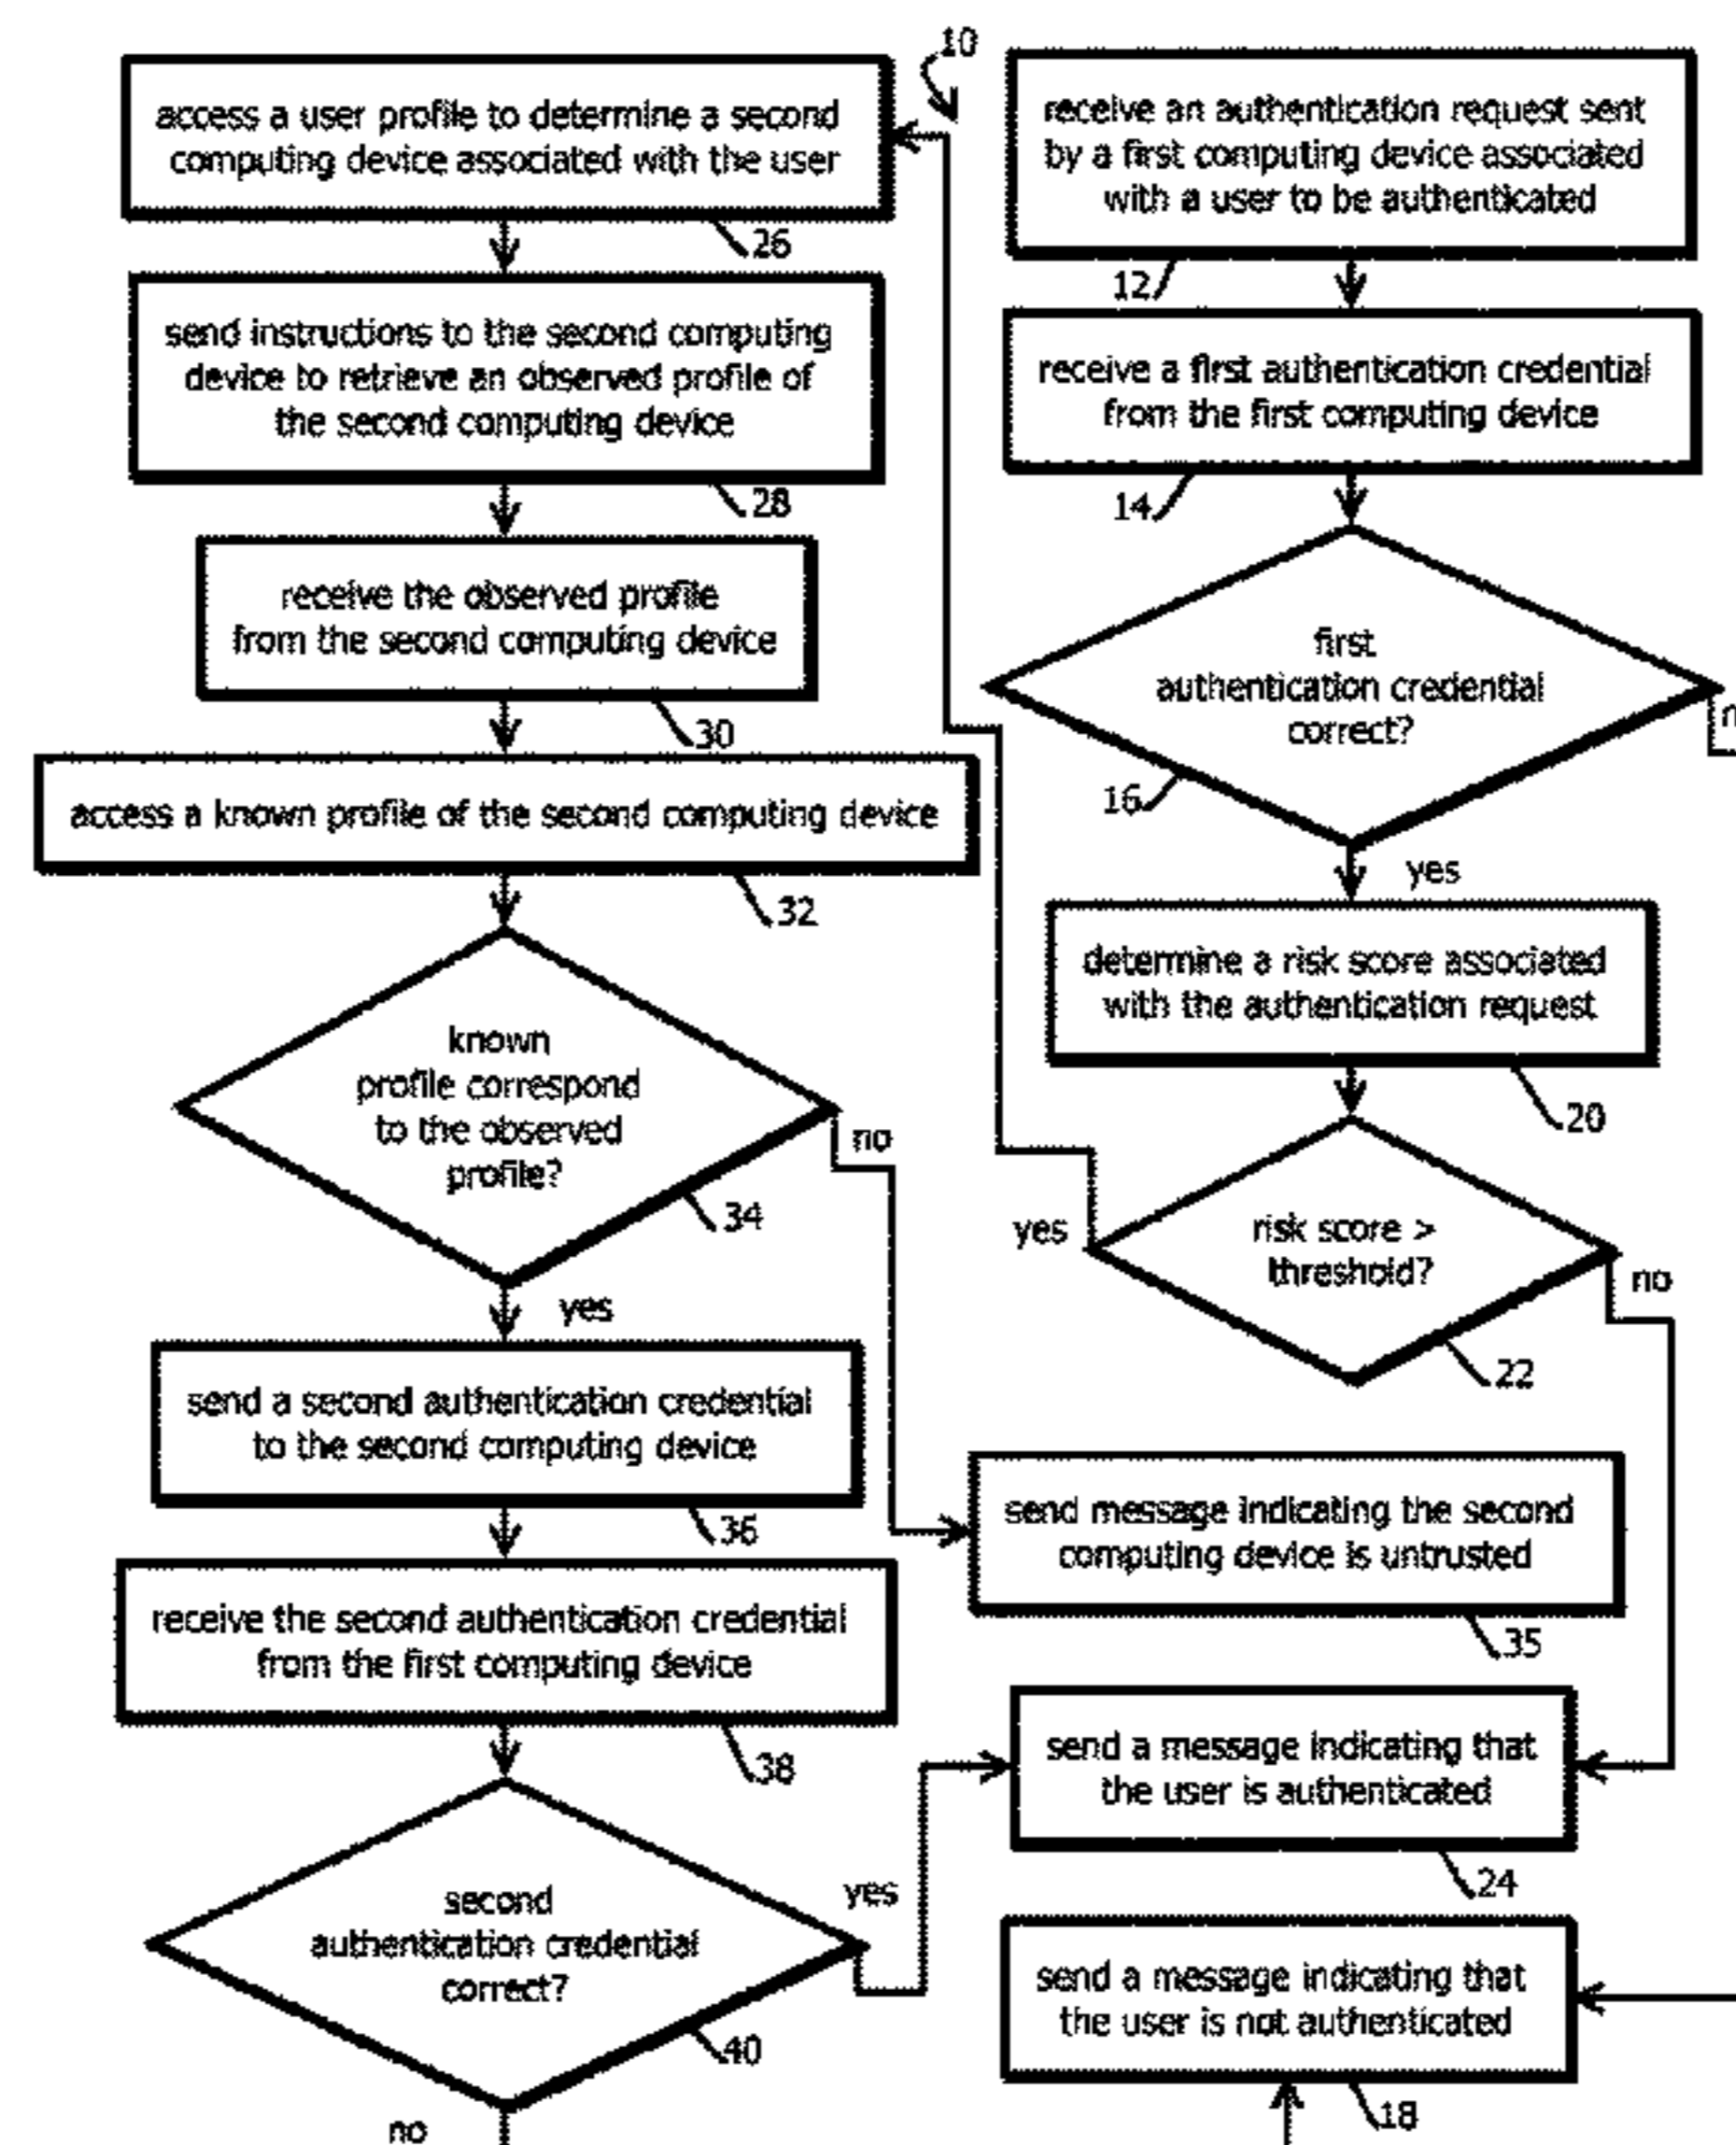 10
access a user profile to determine a second
computing device associated with the user
26
send instructions to the second computing
device to retrieve an observed profile of
the second computing device
28
receive the observed profile
from the second computing device
30
access a known profile of the second computing device
32
known
profile correspond
to the observed
profile?
no
34
yes
send a second authentication credential
to the second computing device
36
receive the second authentication credential
from the first computing device
38
second
authentication credential
correct?
yes
40
no
receive an authentication request sent
by a first computing device associated
with a user to be authenticated
12
receive a first authentication credential
from the first computing device
14
first
authentication credential
correct?
16
yes
determine a risk score associated
with the authentication request
20
risk score >
threshold?
yes
no
22
send message indicating the second
computing device is untrusted
35
send a message indicating that
the user is authenticated
24
send a message indicating that
the user is not authenticated
18